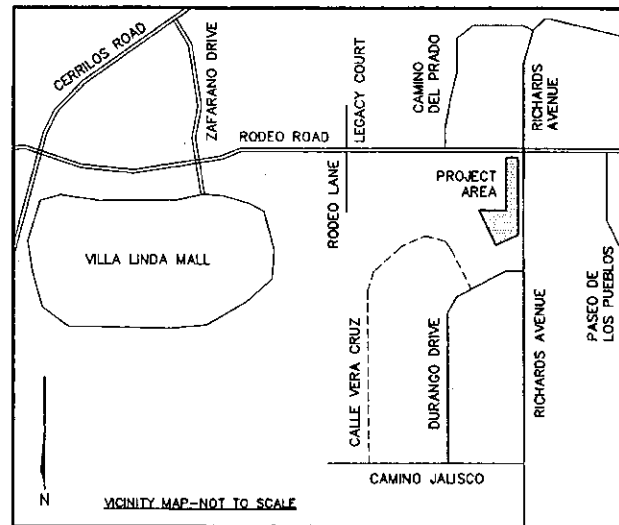 CERRILOS ROAD
ZAFARANO DRIVE
LEGACY COURT
CAMINO
DEL PRADO
RICHARDS
AVENUE
RODEO ROAD
RODEO LANE
PROJECT
AREA
VILLA LINDA MALL
PASEO DE
LOS PUEBLOS
CALLE VERA CRUZ
DURANGO DRIVE
RICHARDS AVENUE
CAMINO JALISCO
N
VICINITY MAP-NOT TO SCALE